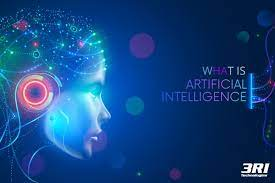 WHAT IS
ARTIFICIAL
INTELLIGENCE
3RI
Technologies